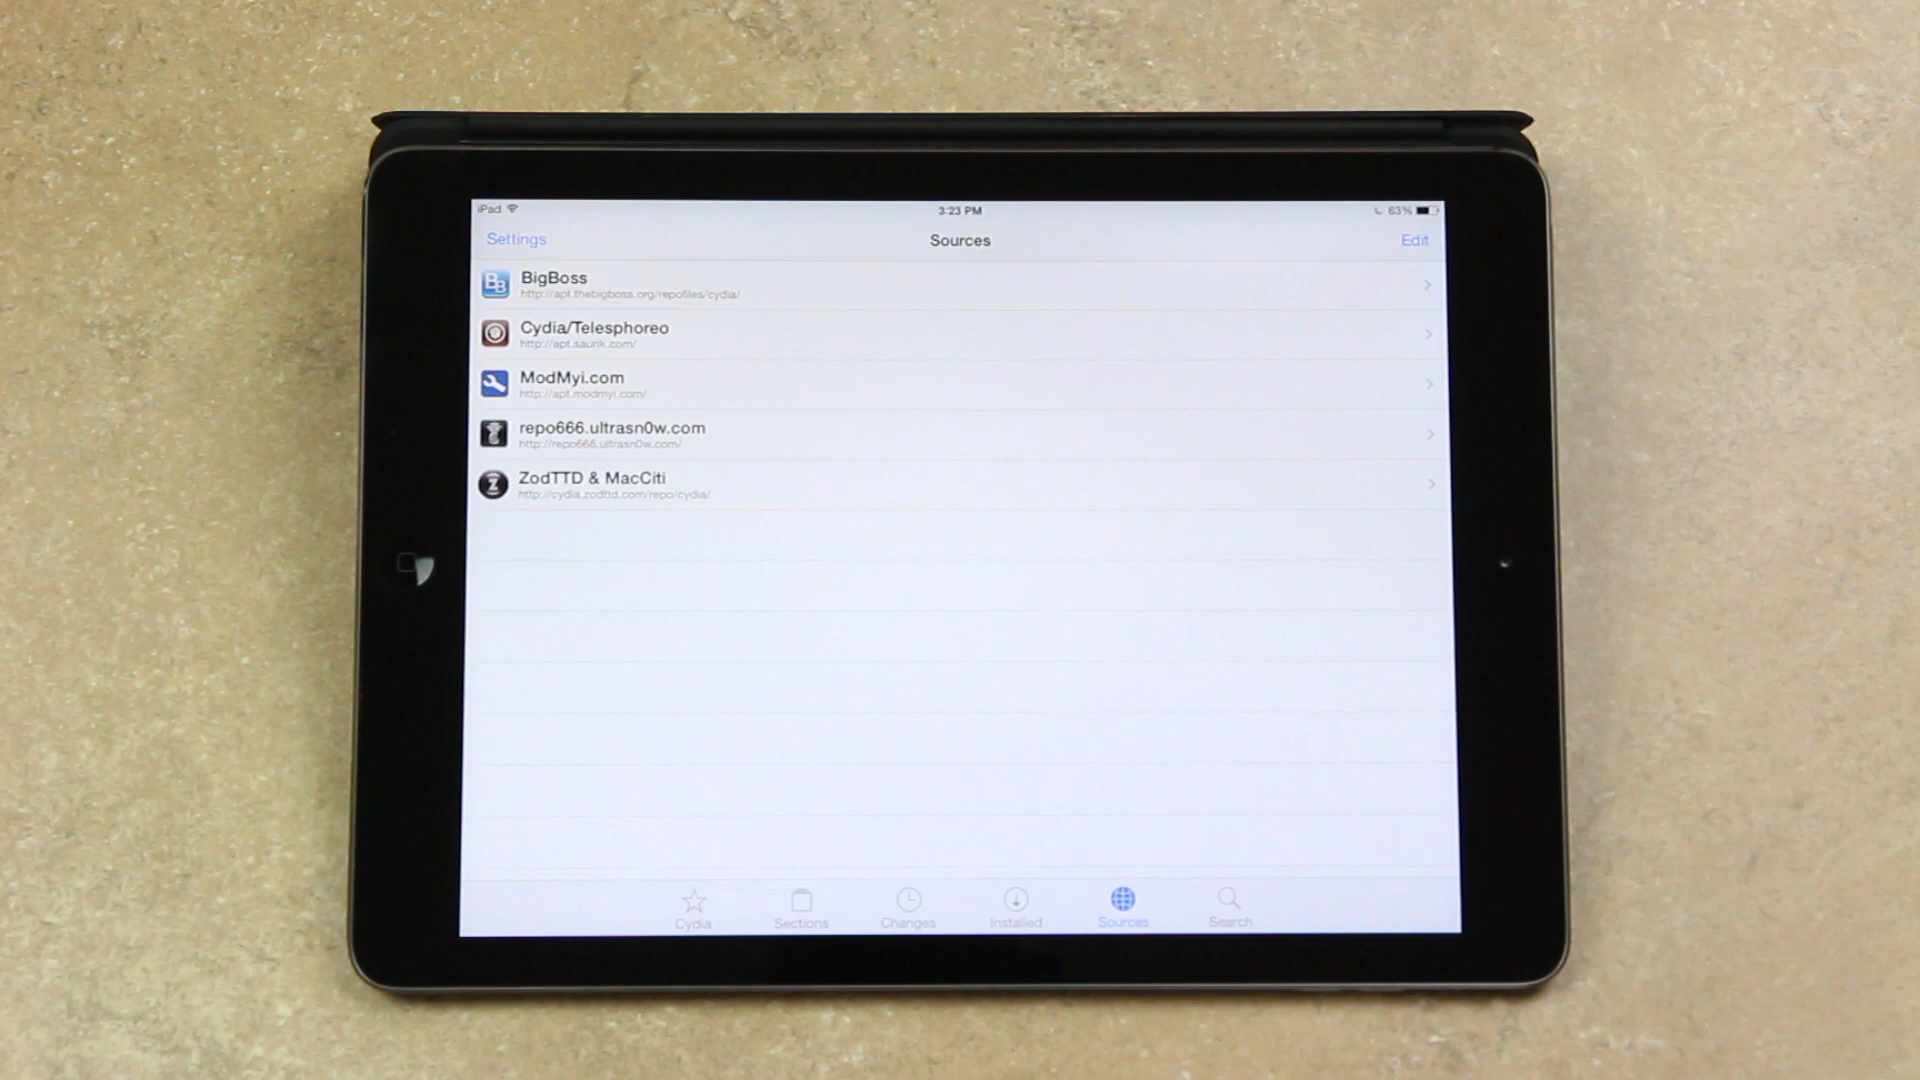 iPad 3:23 PM 63%
Settings Sources Edit
BigBoss
http://apt.thebigboss.org/repofiles/cydia/
Cydia/Telesphoreo
http://apt.saurik.com/
ModMyi.com
http://apt.modmyi.com/
repo666.ultrasn0w.com
http://repo666.ultrasn0w.com/
ZodTTD & MacCiti
http://cydia.zodttd.com/repo/cydia/
Cydia Sections Changes Installed Sources Search